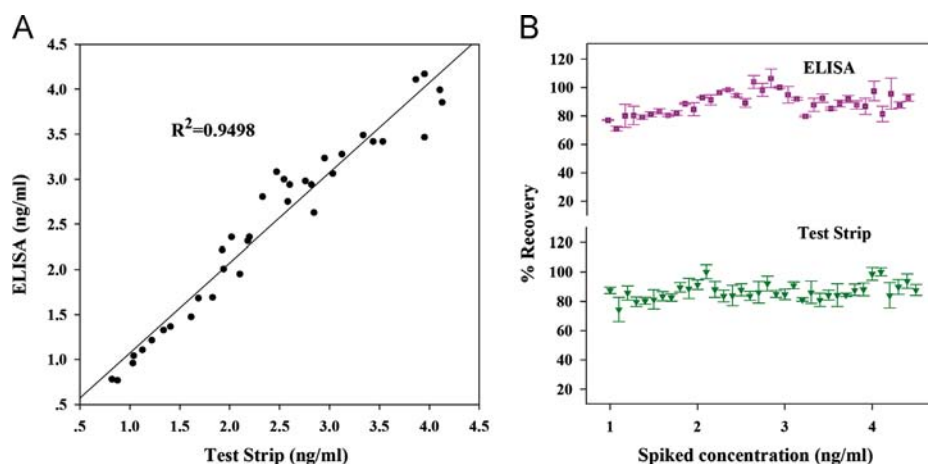 A
4.5
4.0
3.5
3.0
2.5
2.0
1.5
1.0
.5
ELISA (ng/ml)
R2=0.9498
.5 1.0 1.5 2.0 2.5 3.0 3.5 4.0 4.5
Test Strip (ng/ml)
B
120
100
80
60
40
20
ELISA
% Recovery
Test Strip
120
100
80
60
40
20
1 2 3 4
Spiked concentration (ng/ml)